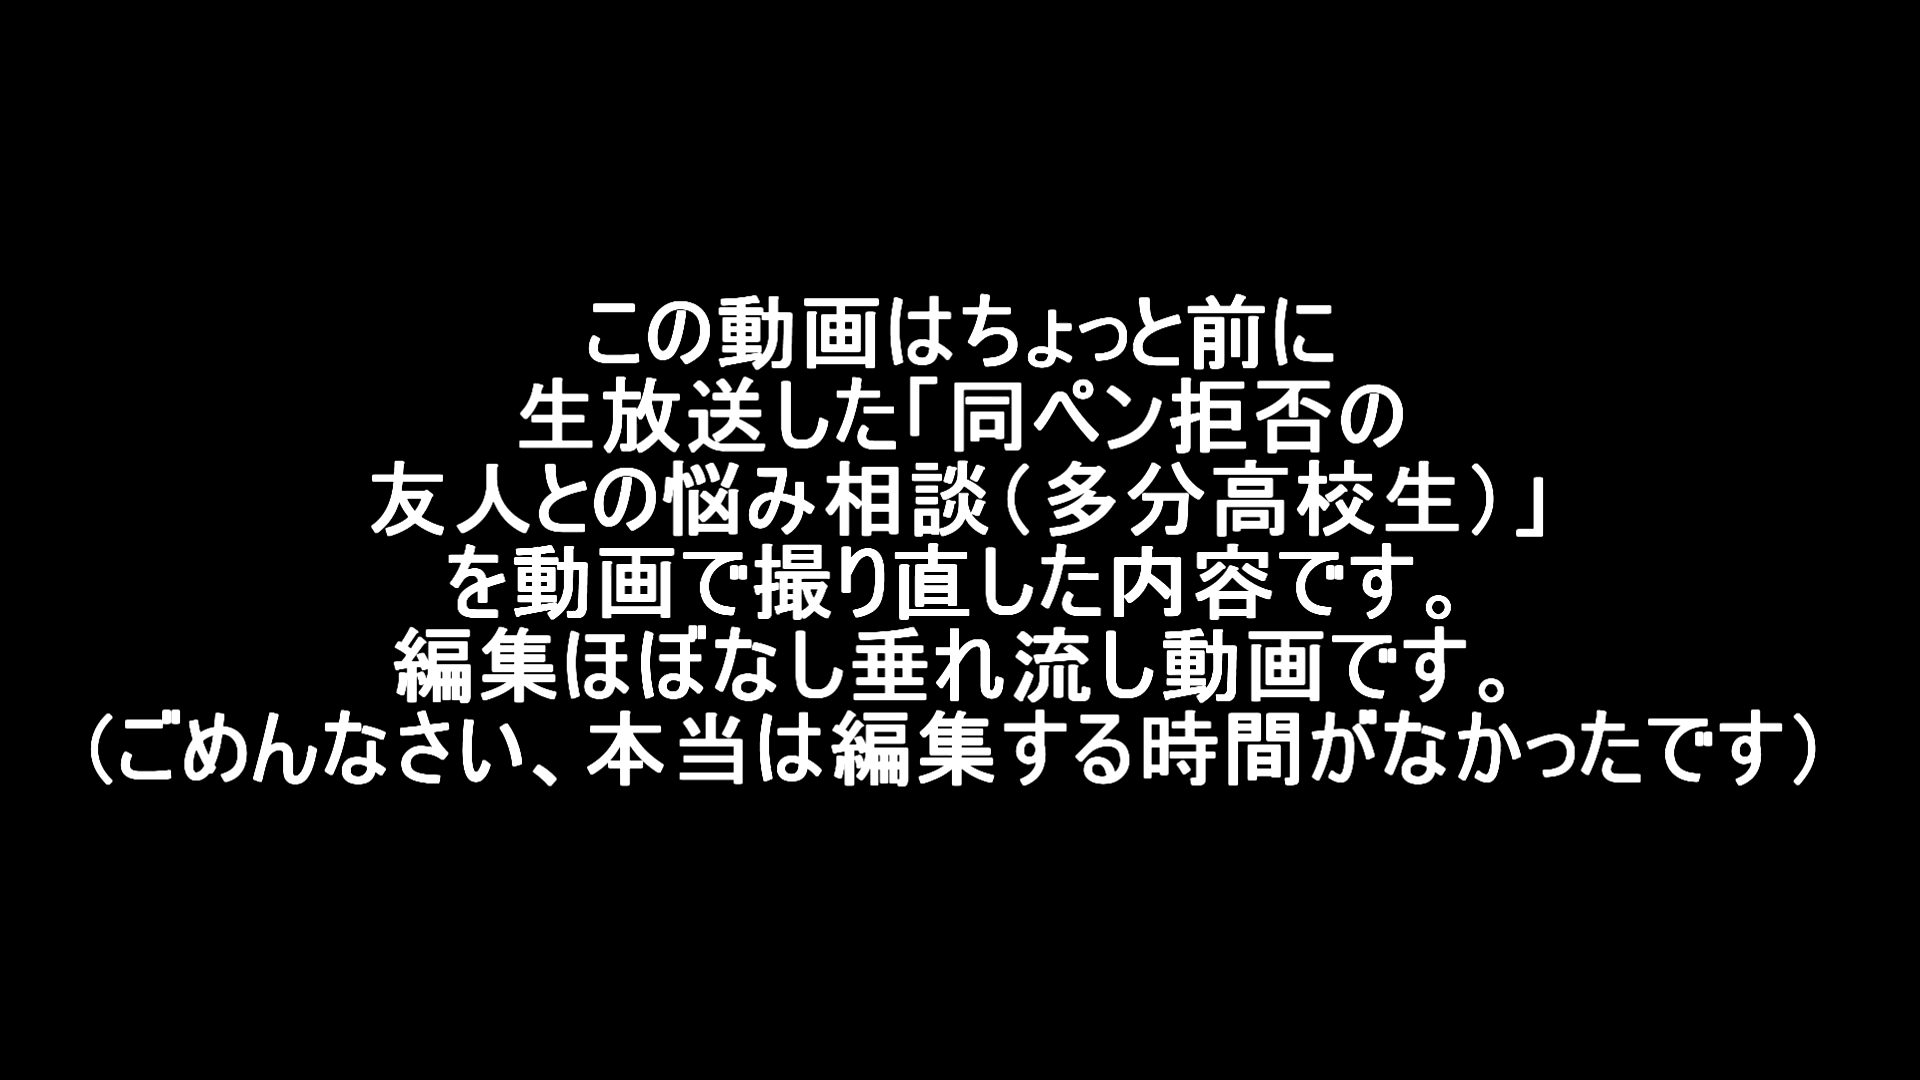 この動画はちょっと前に
生放送した「同ペン拒否の
友人との悩み相談（多分高校生）」
を動画で撮り直した内容です。
編集ほぼなし垂れ流し動画です。
（ごめんなさい、本当は編集する時間がなかったです）